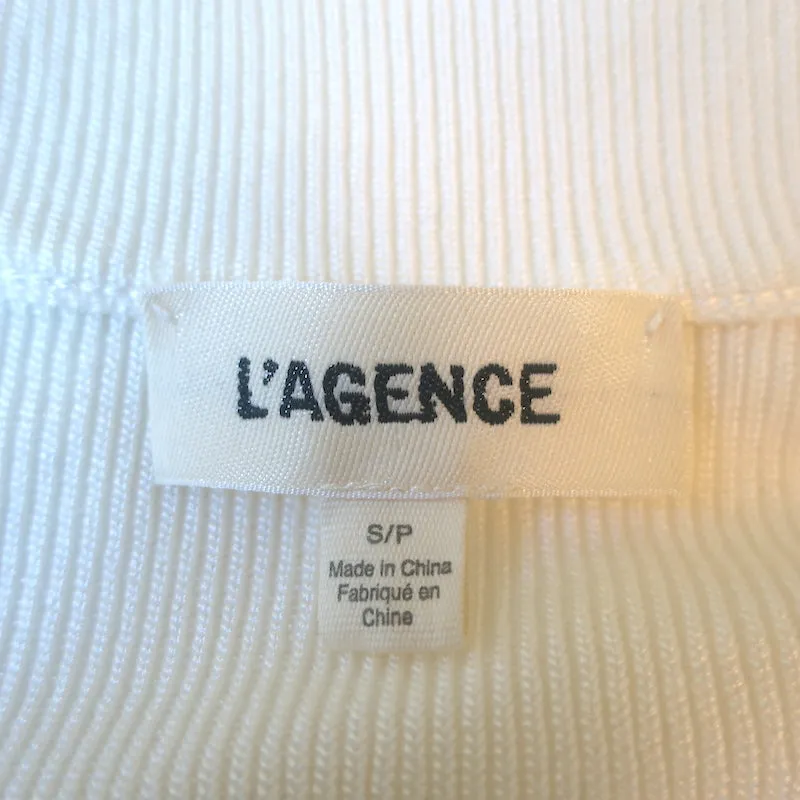 L'AGENCE
S/P
Made in China
Fabriqué en
Chine